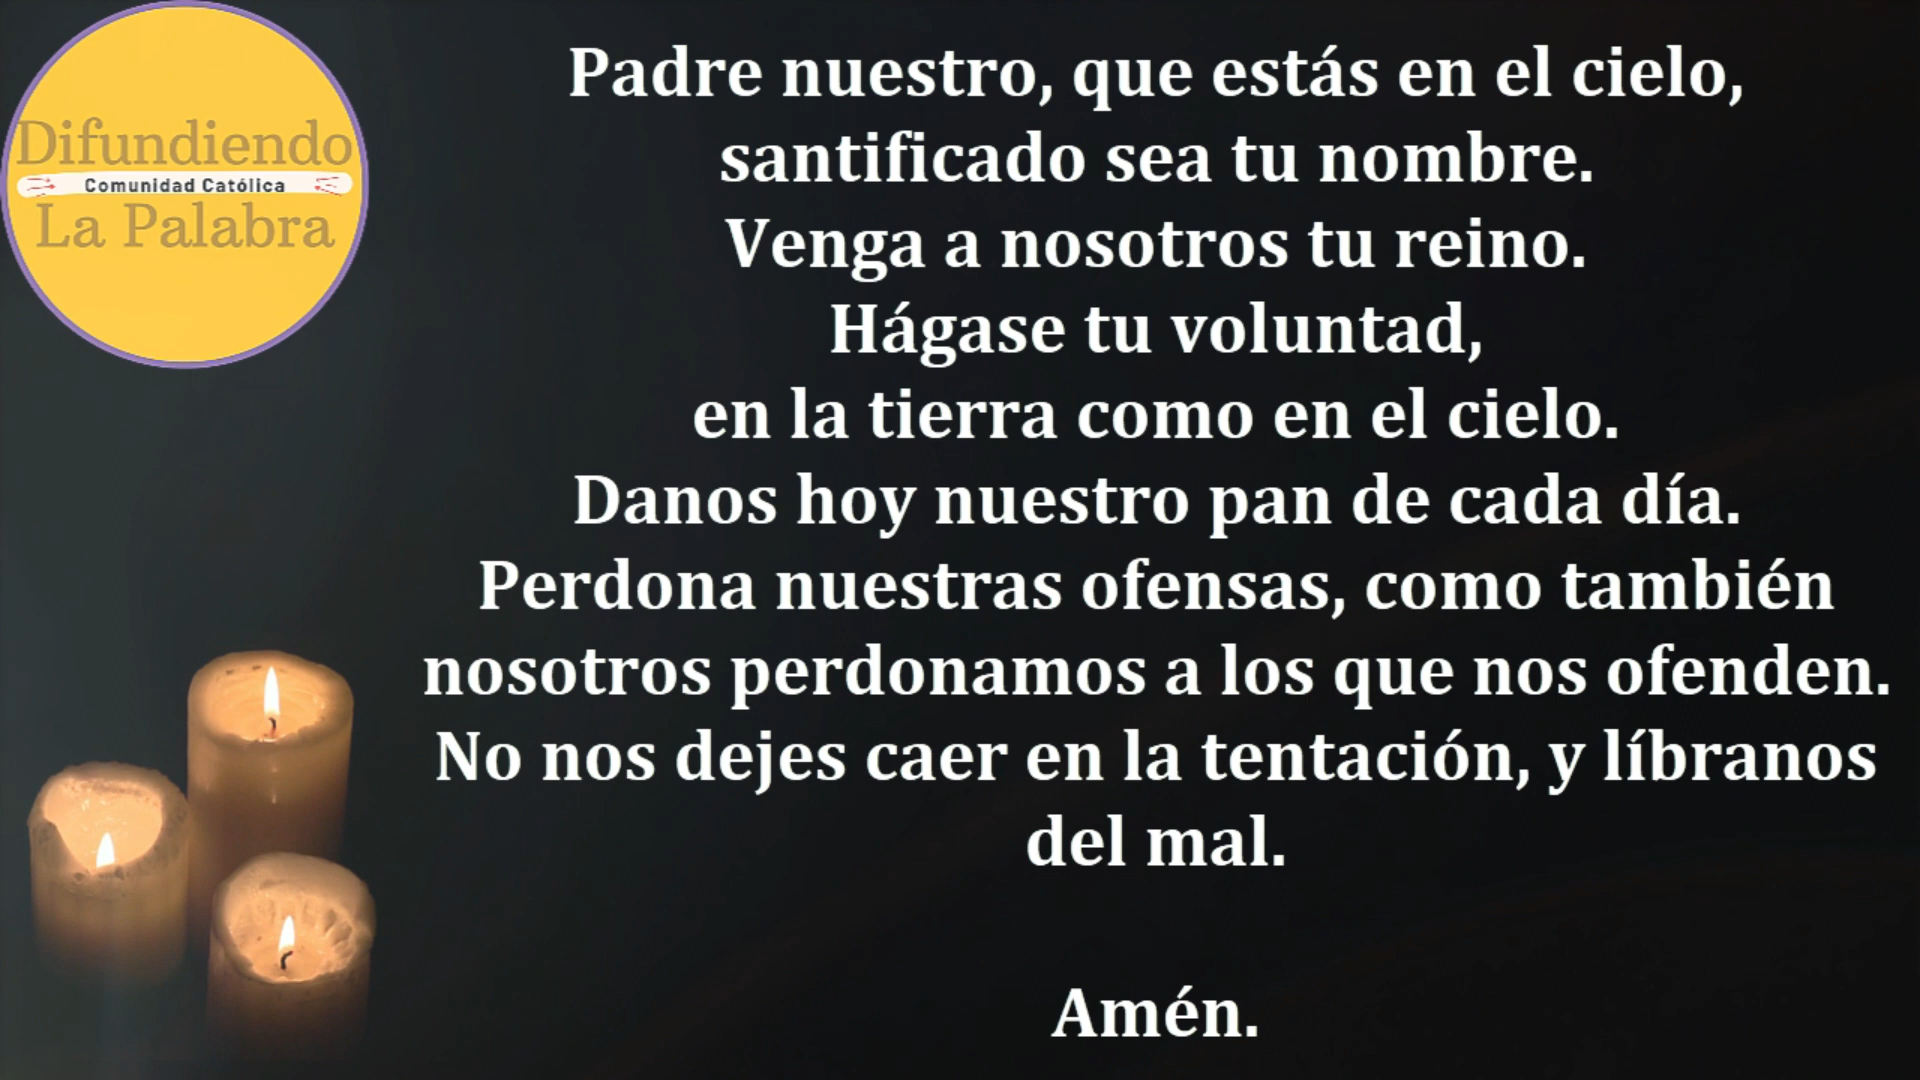 Difundiendo
Comunidad Católica
La Palabra
Padre nuestro, que estás en el cielo,
santificado sea tu nombre.
Venga a nosotros tu reino.
Hágase tu voluntad,
en la tierra como en el cielo.
Danos hoy nuestro pan de cada día.
Perdona nuestras ofensas, como también
nosotros perdonamos a los que nos ofenden.
No nos dejes caer en la tentación, y líbranos
del mal.
Amén.